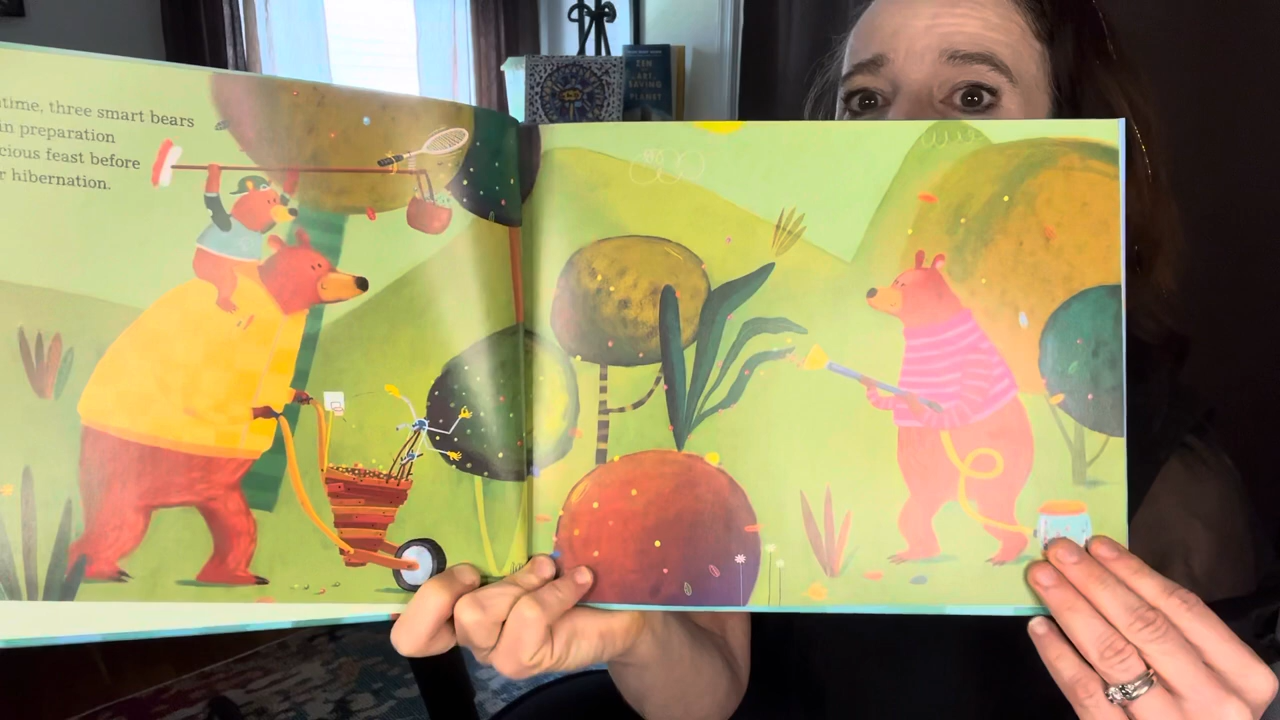 time, three smart bears
in preparation
cious feast before
r hibernation.
ZEN
ART
SAVING
PLANET